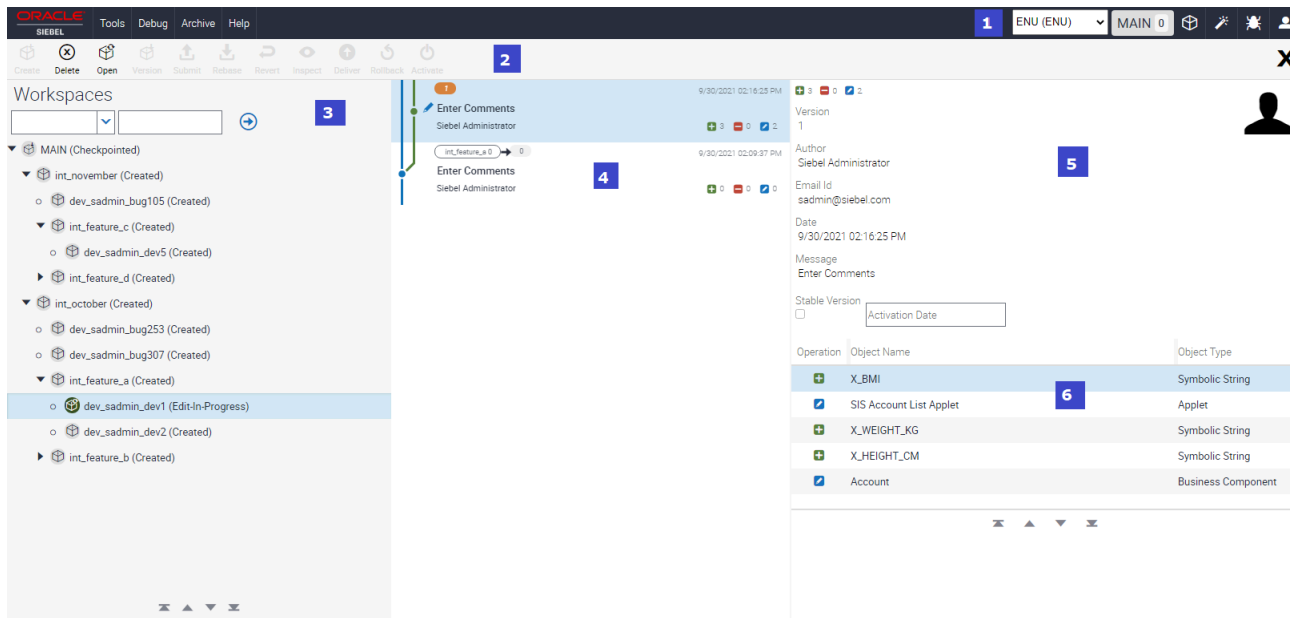 ORACLE
SIEBEL
Tools Debug Archive Help
1
ENU (ENU)
MAIN 0
Create Delete Open Version Submit Rebase Revert Inspect Deliver Rollback Activate
2
X
Workspaces
3
MAIN (Checkpointed)
int_november (Created)
dev_sadmin_bug105 (Created)
int_feature_c (Created)
dev_sadmin_dev5 (Created)
int_feature_d (Created)
int_october (Created)
dev_sadmin_bug253 (Created)
dev_sadmin_bug307 (Created)
int_feature_a (Created)
dev_sadmin_dev1 (Edit-In-Progress)
dev_sadmin_dev2 (Created)
int_feature_b (Created)
9/30/2021 02:16:25 PM
Enter Comments
Siebel Administrator
3 0 2
int_feature_a 0 0
9/30/2021 02:09:37 PM
Enter Comments
4
Siebel Administrator
0 0 0
3 0 2
Version
1
Author
Siebel Administrator
5
Email Id
sadmin@siebel.com
Date
9/30/2021 02:16:25 PM
Message
Enter Comments
Stable Version
Activation Date
Operation Object Name Object Type
X_BMI Symbolic String
6
SIS Account List Applet Applet
X_WEIGHT_KG Symbolic String
X_HEIGHT_CM Symbolic String
Account Business Component